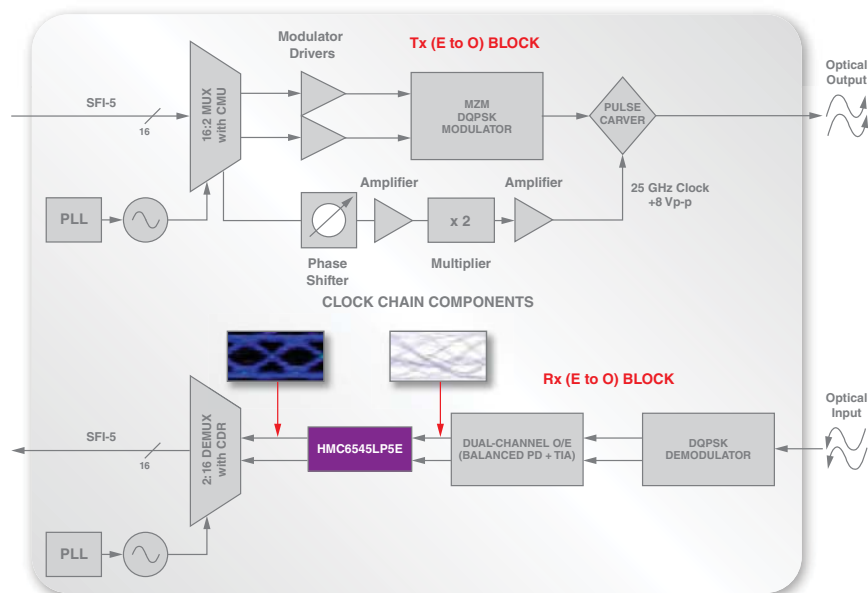 Modulator
Drivers
Tx (E to O) BLOCK
Optical
Output
SFI-5
16
16:2 MUX
with CMU
MZM
DQPSK
MODULATOR
PULSE
CARVER
Amplifier
Amplifier
25 GHz Clock
+8 Vp-p
PLL
x 2
Phase
Shifter
Multiplier
CLOCK CHAIN COMPONENTS
Rx (E to O) BLOCK
Optical
Input
SFI-5
16
2:16 DEMUX
with CDR
HMC6545LP5E
DUAL-CHANNEL O/E
(BALANCED PD + TIA)
DQPSK
DEMODULATOR
PLL